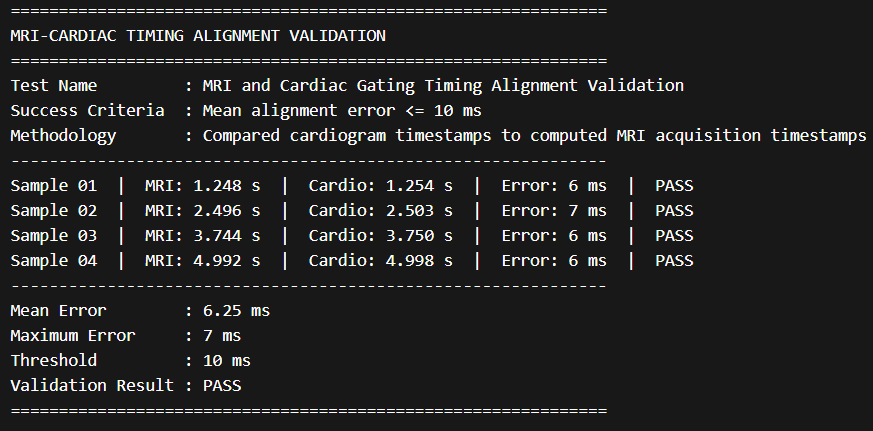 ==============================================================
MRI-CARDIAC TIMING ALIGNMENT VALIDATION
==============================================================
Test Name        : MRI and Cardiac Gating Timing Alignment Validation
Success Criteria  : Mean alignment error <= 10 ms
Methodology       : Compared cardiogram timestamps to computed MRI acquisition timestamps
--------------------------------------------------------------
Sample 01  |  MRI: 1.248 s  |  Cardio: 1.254 s  |  Error: 6 ms  |  PASS
Sample 02  |  MRI: 2.496 s  |  Cardio: 2.503 s  |  Error: 7 ms  |  PASS
Sample 03  |  MRI: 3.744 s  |  Cardio: 3.750 s  |  Error: 6 ms  |  PASS
Sample 04  |  MRI: 4.992 s  |  Cardio: 4.998 s  |  Error: 6 ms  |  PASS
--------------------------------------------------------------
Mean Error        : 6.25 ms
Maximum Error     : 7 ms
Threshold         : 10 ms
Validation Result : PASS
==============================================================